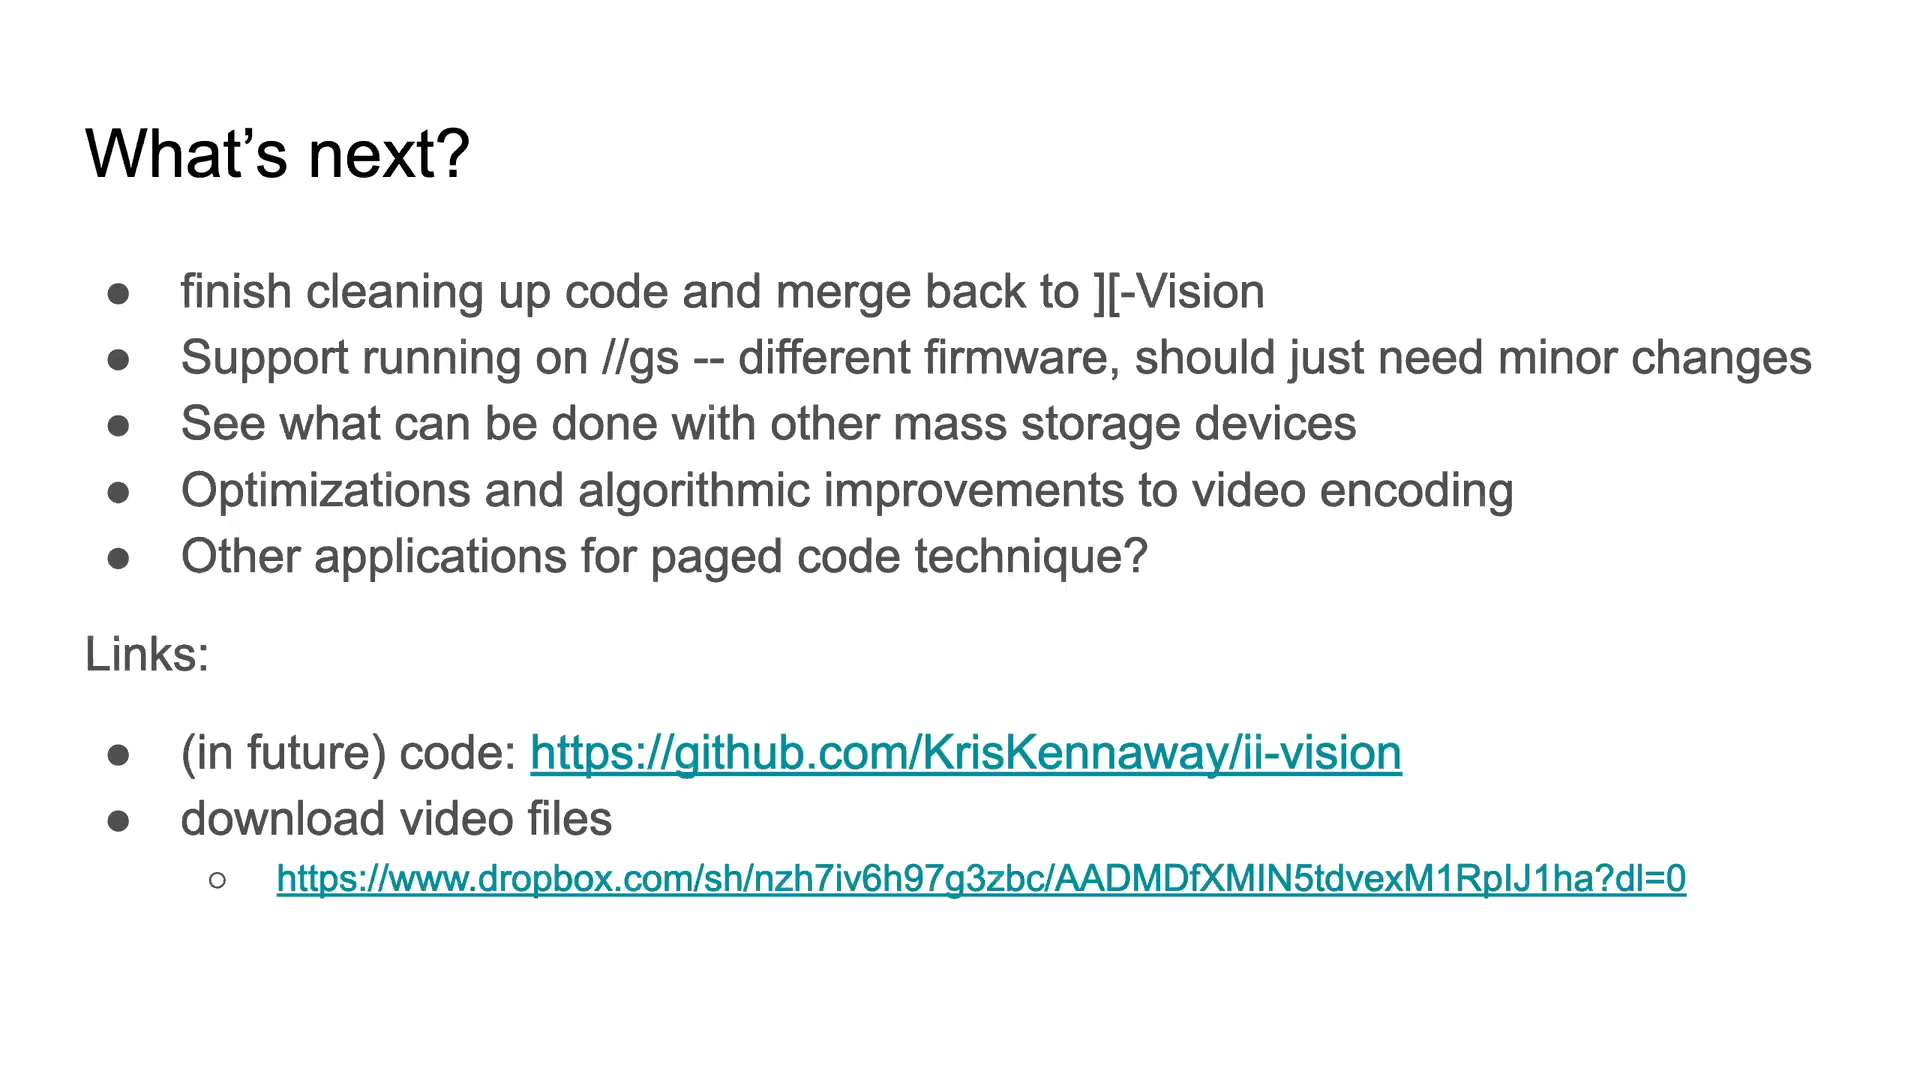 What’s next?
● finish cleaning up code and merge back to ][-Vision
● Support running on //gs -- different firmware, should just need minor changes
● See what can be done with other mass storage devices
● Optimizations and algorithmic improvements to video encoding
● Other applications for paged code technique?
Links:
● (in future) code: https://github.com/KrisKennaway/ii-vision
● download video files
○ https://www.dropbox.com/sh/nzh7iv6h97g3zbc/AADMDfXMIN5tdvexM1RpIJ1ha?dl=0